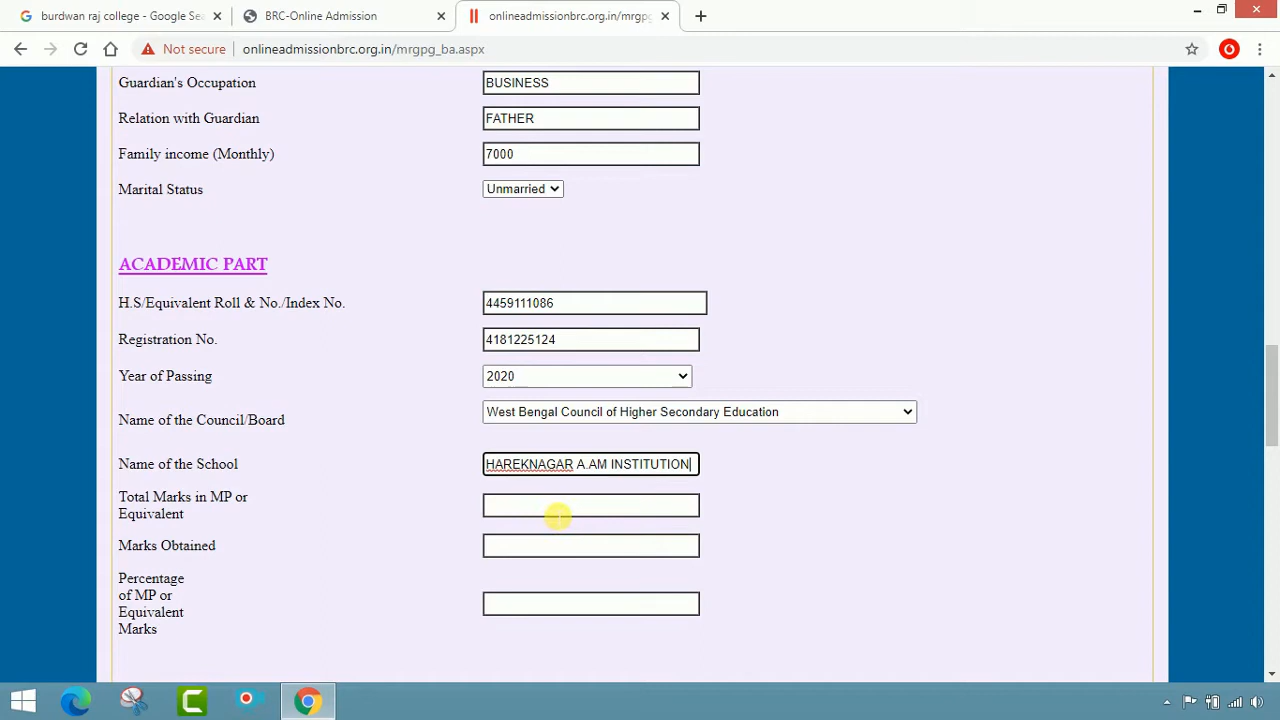 burdwan raj college - Google Se
BRC-Online Admission
onlineadmissionbrc.org.in/mrgpg
Not secure
onlineadmissionbrc.org.in/mrgpg_ba.aspx
Guardian's Occupation BUSINESS
Relation with Guardian FATHER
Family income (Monthly) 7000
Marital Status Unmarried
ACADEMIC PART
H.S/Equivalent Roll & No./Index No. 4459111086
Registration No. 4181225124
Year of Passing 2020
Name of the Council/Board West Bengal Council of Higher Secondary Education
Name of the School HAREKNAGAR A.AM INSTITUTION
Total Marks in MP or
Equivalent
Marks Obtained
Percentage
of MP or
Equivalent
Marks